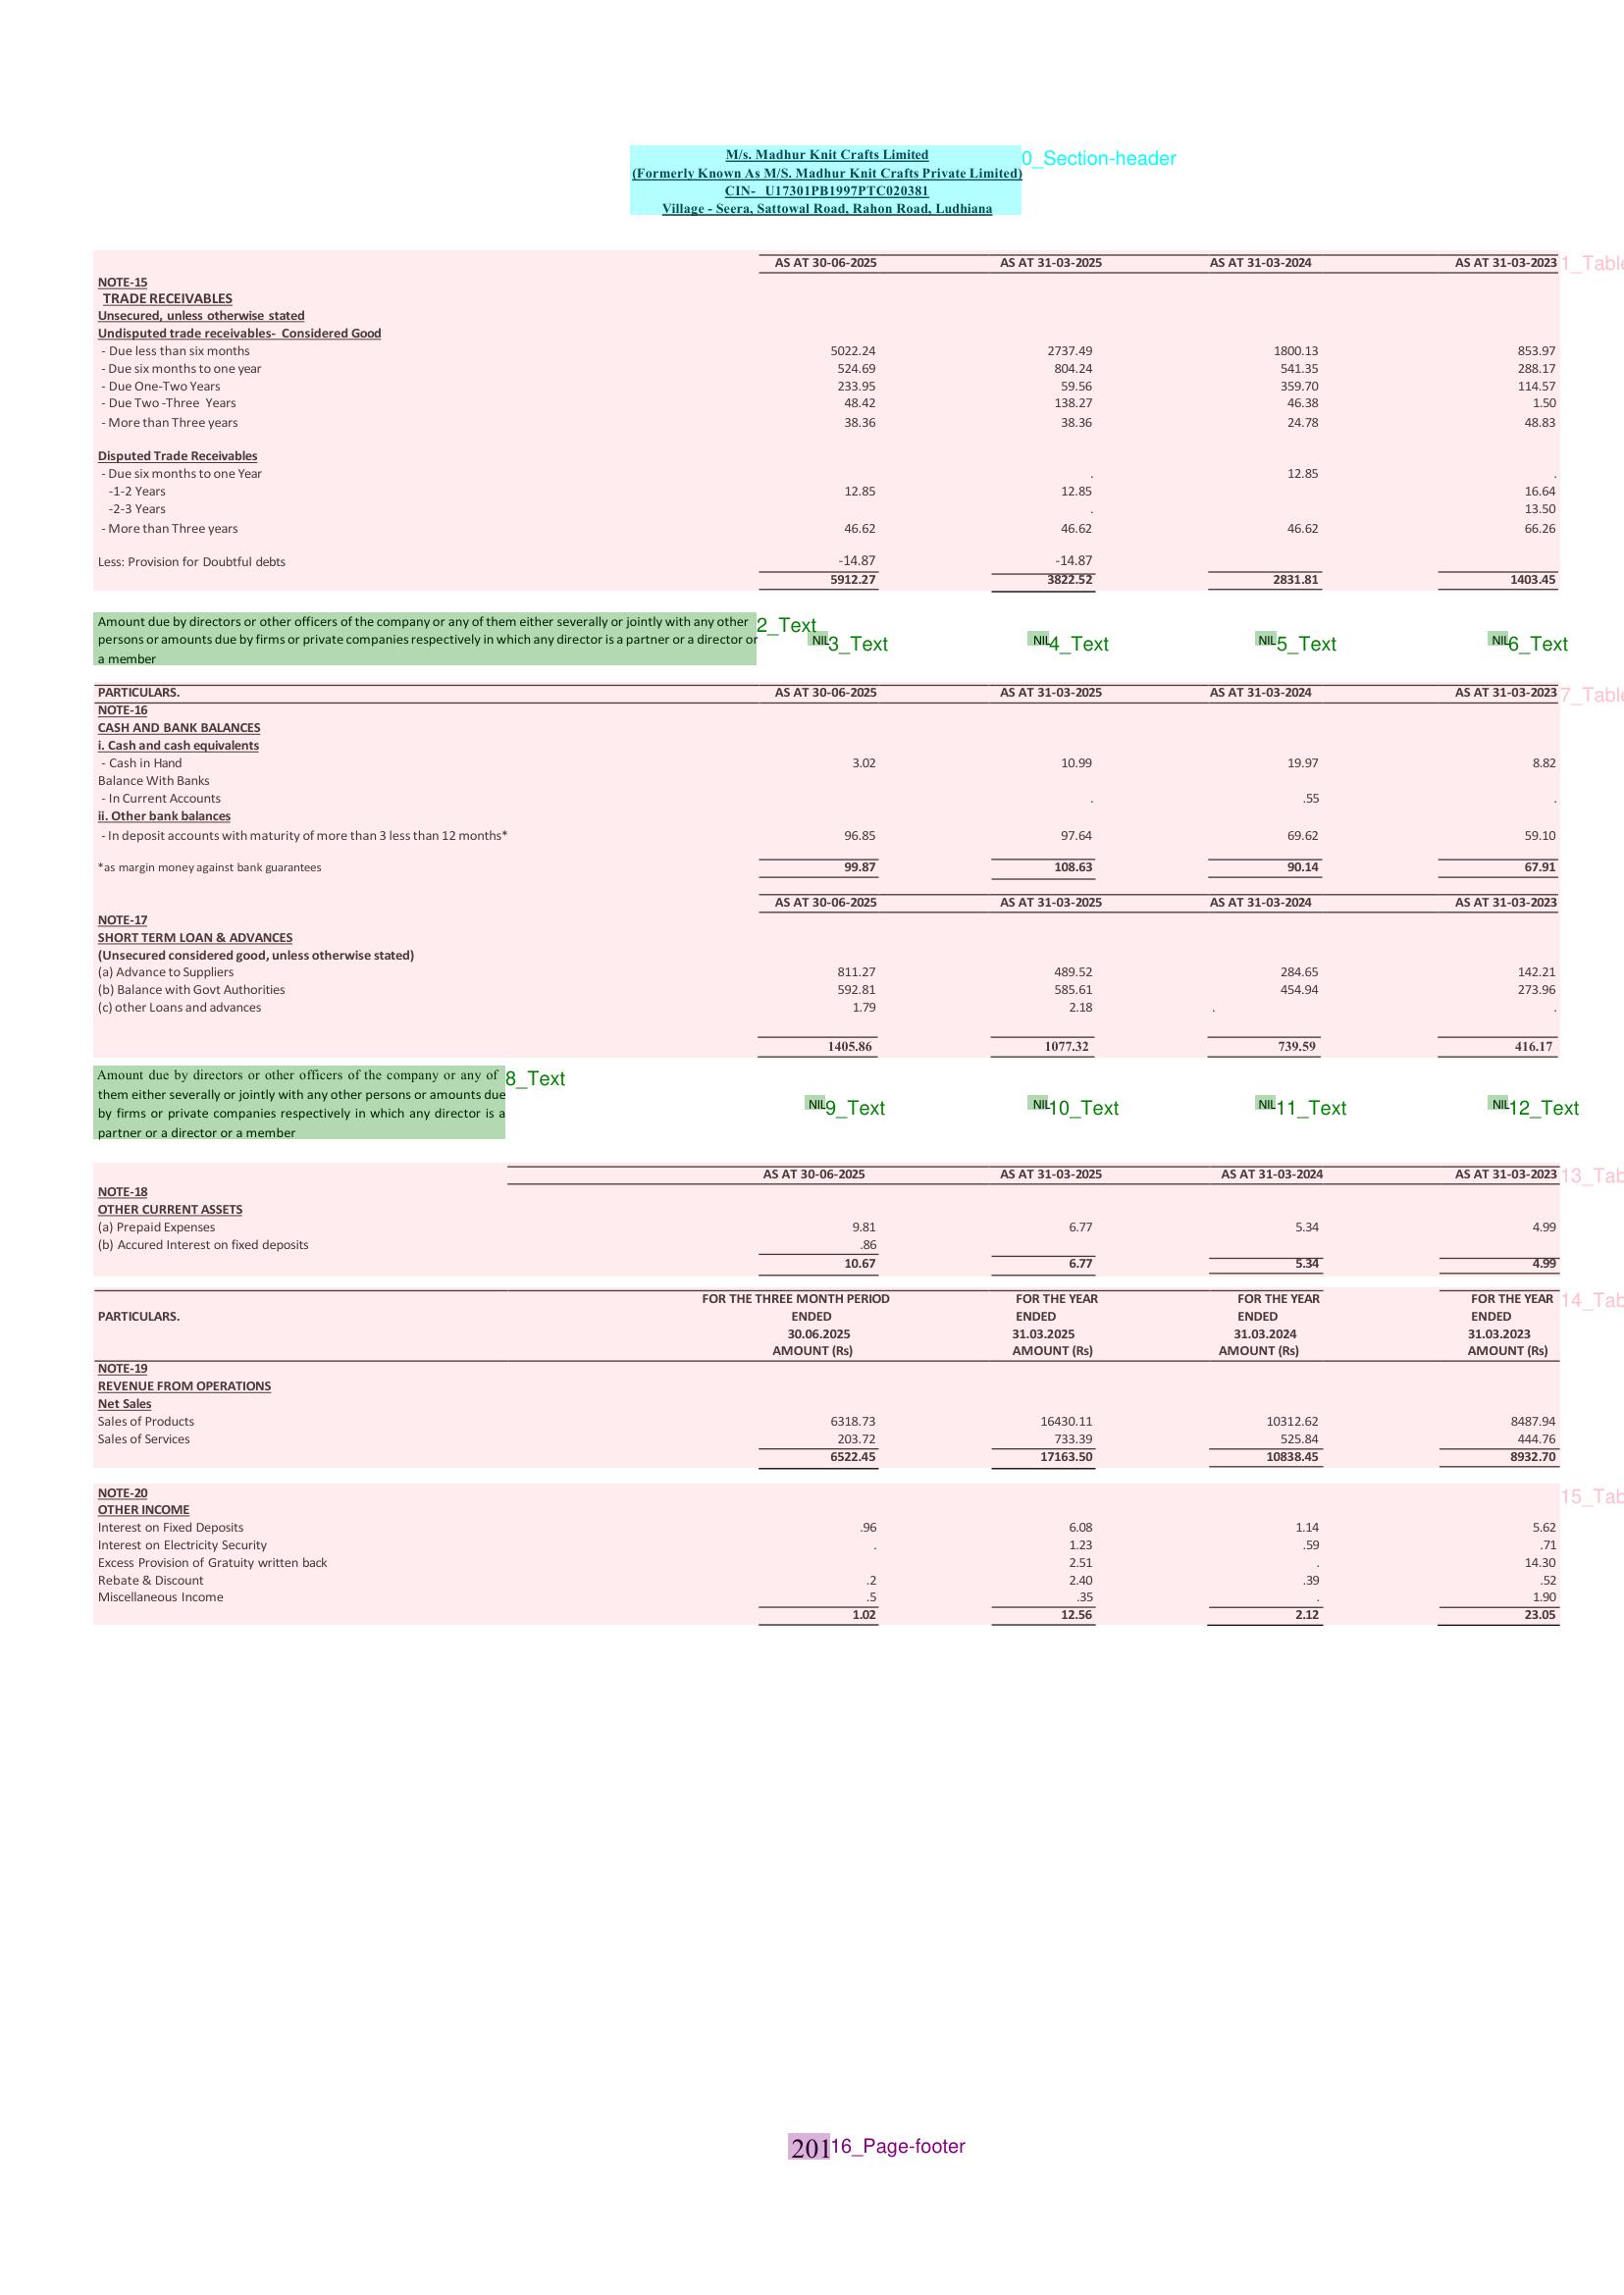 M/s. Madhur Knit Crafts Limited
0_Section-header
(Formerly Known As M/S. Madhur Knit Crafts Private Limited)
CIN- U17301PB1997PTC020381
Village - Seera, Sattowal Road, Rahon Road, Ludhiana
AS AT 30-06-2025 AS AT 31-03-2025 AS AT 31-03-2024 AS AT 31-03-2023 1_Table
NOTE-15
TRADE RECEIVABLES
Unsecured, unless otherwise stated
Undisputed trade receivables- Considered Good
- Due less than six months 5022.24 2737.49 1800.13 853.97
- Due six months to one year 524.69 804.24 541.35 288.17
- Due One-Two Years 233.95 59.56 359.70 114.57
- Due Two -Three Years 48.42 138.27 46.38 1.50
- More than Three years 38.36 38.36 24.78 48.83
Disputed Trade Receivables
- Due six months to one Year . 12.85 .
-1-2 Years 12.85 12.85 16.64
-2-3 Years . 13.50
- More than Three years 46.62 46.62 46.62 66.26
Less: Provision for Doubtful debts -14.87 -14.87
5912.27 3822.52 2831.81 1403.45
Amount due by directors or other officers of the company or any of them either severally or jointly with any other 2_Text
persons or amounts due by firms or private companies respectively in which any director is a partner or a director or NIL 3_Text NIL 4_Text NIL 5_Text NIL 6_Text
a member
PARTICULARS. AS AT 30-06-2025 AS AT 31-03-2025 AS AT 31-03-2024 AS AT 31-03-2023 7_Table
NOTE-16
CASH AND BANK BALANCES
i. Cash and cash equivalents
- Cash in Hand 3.02 10.99 19.97 8.82
Balance With Banks
- In Current Accounts . .55 .
ii. Other bank balances
- In deposit accounts with maturity of more than 3 less than 12 months* 96.85 97.64 69.62 59.10
*as margin money against bank guarantees 99.87 108.63 90.14 67.91
AS AT 30-06-2025 AS AT 31-03-2025 AS AT 31-03-2024 AS AT 31-03-2023
NOTE-17
SHORT TERM LOAN & ADVANCES
(Unsecured considered good, unless otherwise stated)
(a) Advance to Suppliers 811.27 489.52 284.65 142.21
(b) Balance with Govt Authorities 592.81 585.61 454.94 273.96
(c) other Loans and advances 1.79 2.18 . .
1405.86 1077.32 739.59 416.17
Amount due by directors or other officers of the company or any of 8_Text
them either severally or jointly with any other persons or amounts due
by firms or private companies respectively in which any director is a NIL 9_Text NIL 10_Text NIL 11_Text NIL 12_Text
partner or a director or a member
AS AT 30-06-2025 AS AT 31-03-2025 AS AT 31-03-2024 AS AT 31-03-2023 13_Tab
NOTE-18
OTHER CURRENT ASSETS
(a) Prepaid Expenses 9.81 6.77 5.34 4.99
(b) Accured Interest on fixed deposits .86
10.67 6.77 5.34 4.99
FOR THE THREE MONTH PERIOD FOR THE YEAR FOR THE YEAR FOR THE YEAR 14_Tab
PARTICULARS. ENDED ENDED ENDED ENDED
30.06.2025 31.03.2025 31.03.2024 31.03.2023
AMOUNT (Rs) AMOUNT (Rs) AMOUNT (Rs) AMOUNT (Rs)
NOTE-19
REVENUE FROM OPERATIONS
Net Sales
Sales of Products 6318.73 16430.11 10312.62 8487.94
Sales of Services 203.72 733.39 525.84 444.76
6522.45 17163.50 10838.45 8932.70
NOTE-20 15_Tab
OTHER INCOME
Interest on Fixed Deposits .96 6.08 1.14 5.62
Interest on Electricity Security . 1.23 .59 .71
Excess Provision of Gratuity written back 2.51 . 14.30
Rebate & Discount .2 2.40 .39 .52
Miscellaneous Income .5 .35 . 1.90
1.02 12.56 2.12 23.05
201 16_Page-footer